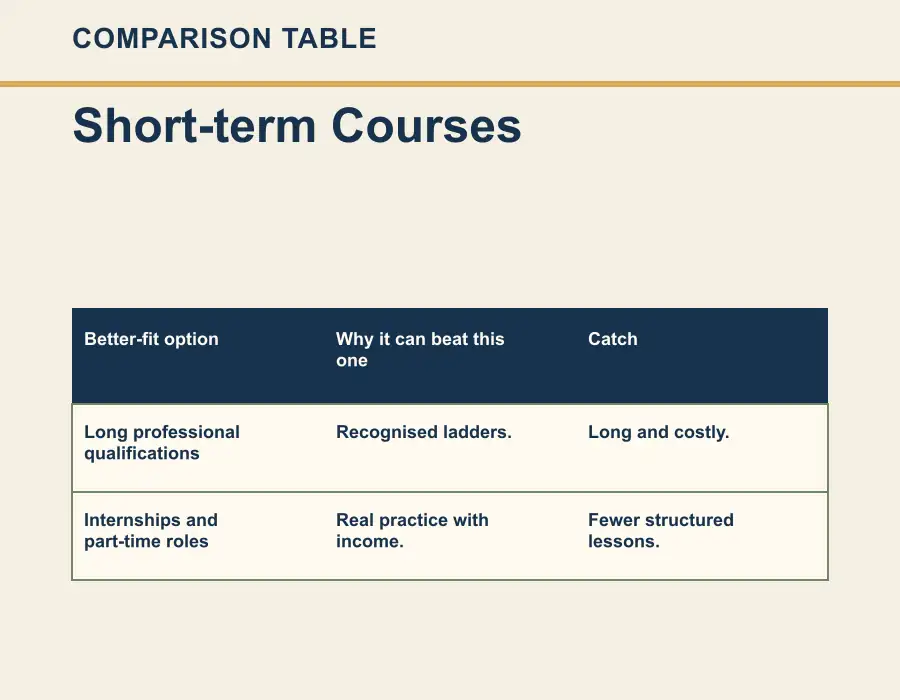 COMPARISON TABLE
Short-term Courses
Better-fit option
Why it can beat this
one
Catch
Long professional
qualifications
Recognised ladders.
Long and costly.
Internships and
part-time roles
Real practice with
income.
Fewer structured
lessons.